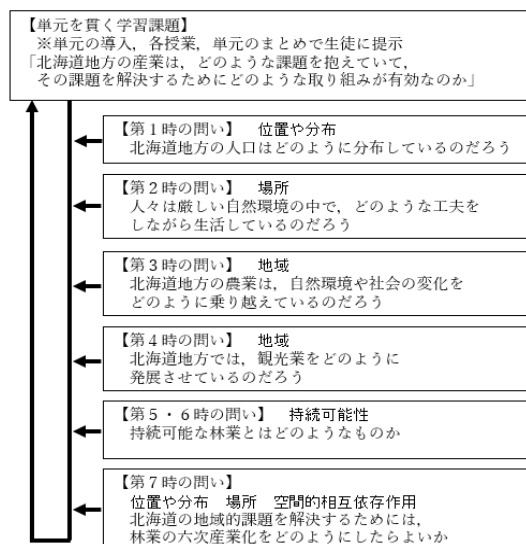 【単元を貫く学習課題】
※単元の導入，各授業，単元のまとめで生徒に提示
「北海道地方の産業は，どのような課題を抱えていて，
その課題を解決するためにどのような取り組みが有効なのか」
【第１時の問い】　位置や分布
北海道地方の人口はどのように分布しているのだろう
【第２時の問い】　場所
人々は厳しい自然環境の中で，どのような工夫を
しながら生活しているのだろう
【第３時の問い】　地域
北海道地方の農業は，自然環境や社会の変化を
どのように乗り越えているのだろう
【第４時の問い】　地域
北海道地方では，観光業をどのように
発展させているのだろう
【第５・６時の問い】　持続可能性
持続可能な林業とはどのようなものか
【第７時の問い】
位置や分布　場所　空間的相互依存作用
北海道の地域的課題を解決するためには，
林業の六次産業化をどのようにしたらよいか